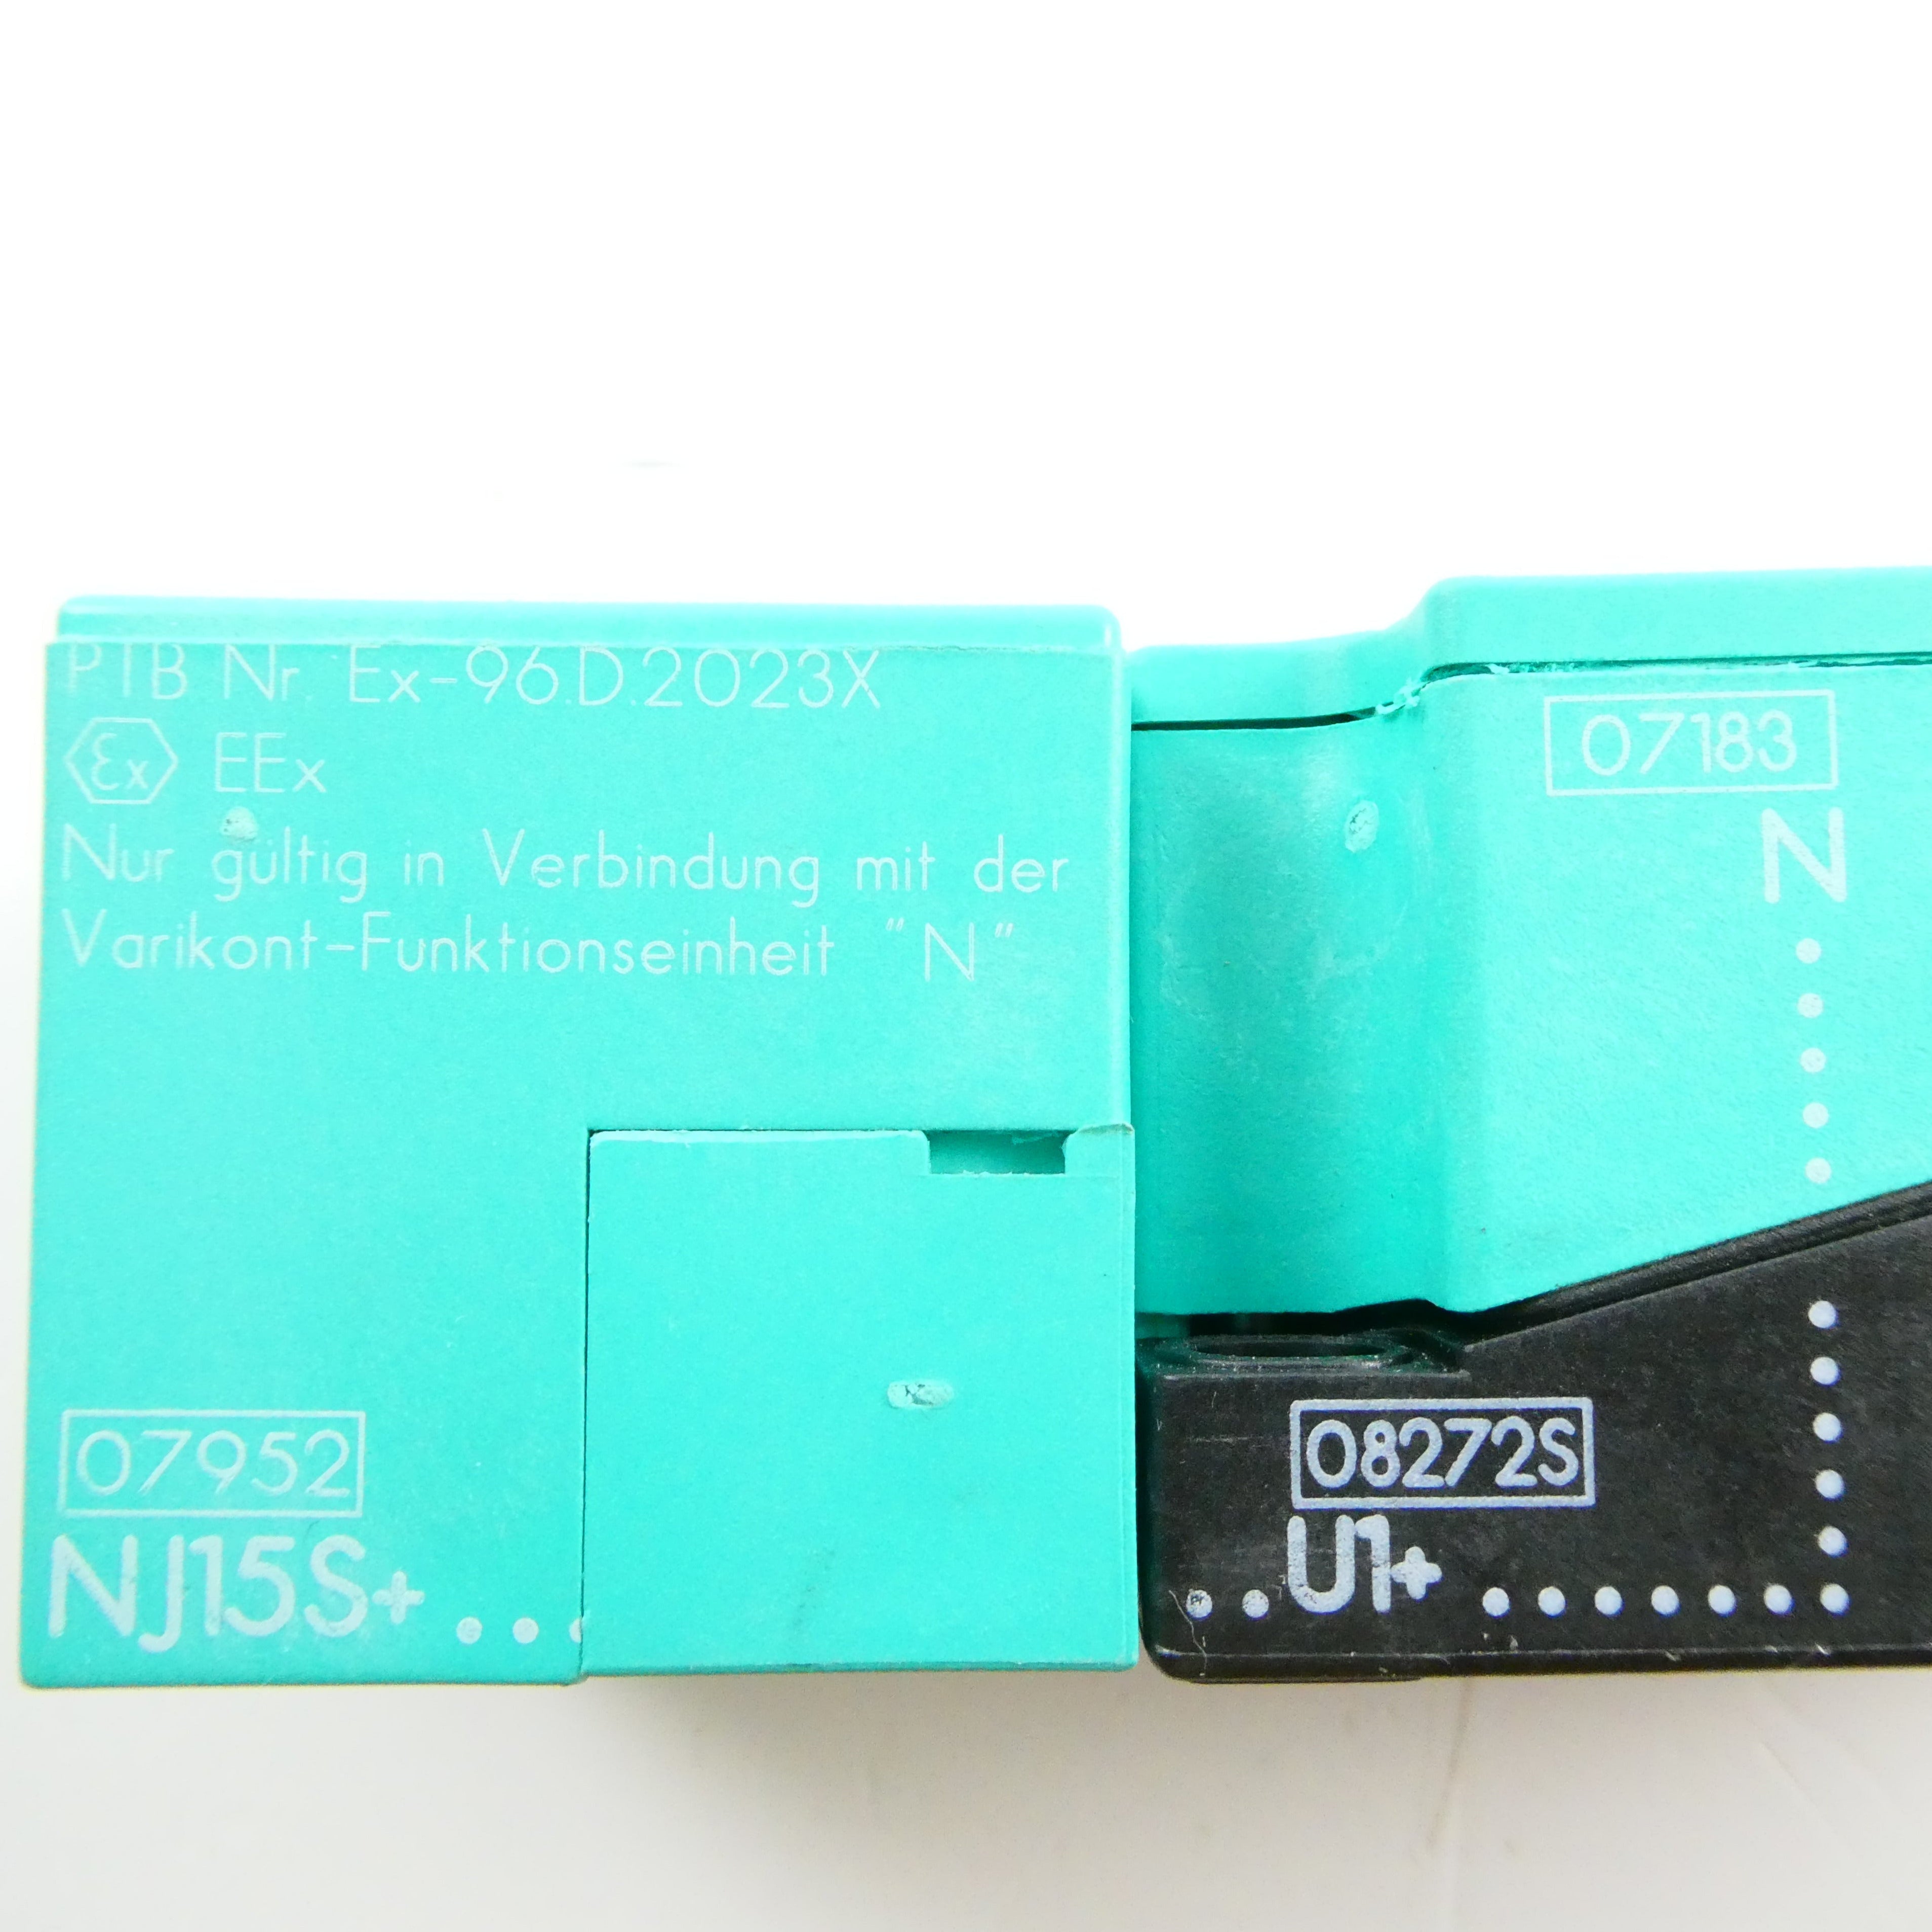 PTB Nr. Ex-96.D.2023X
Ex EEx
Nur gültig in Verbindung mit der
Varikont-Funktionseinheit "N"
07952
NJ15S+ ...
07183
N
08272S
..U1+.......